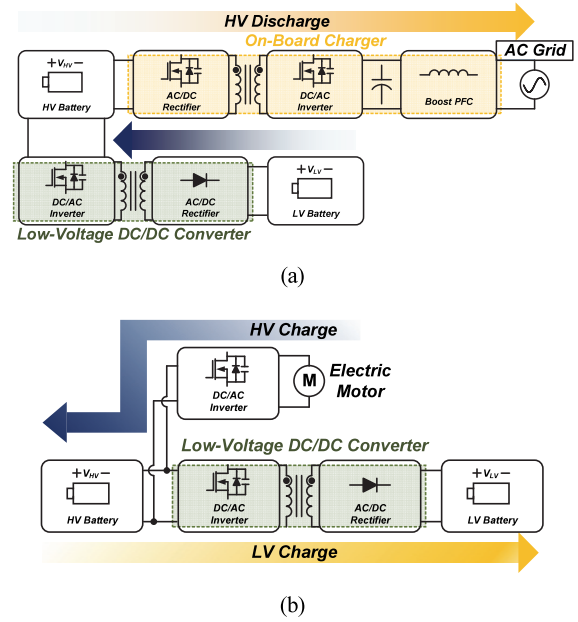 HV Discharge
On-Board Charger
AC Grid
+ VHV −
HV Battery
AC/DC
Rectifier
DC/AC
Inverter
Boost PFC
DC/AC
Inverter
AC/DC
Rectifier
+ VLV −
LV Battery
Low-Voltage DC/DC Converter
(a)
HV Charge
DC/AC
Inverter
M
Electric
Motor
Low-Voltage DC/DC Converter
+ VHV −
HV Battery
DC/AC
Inverter
AC/DC
Rectifier
+ VLV −
LV Battery
LV Charge
(b)